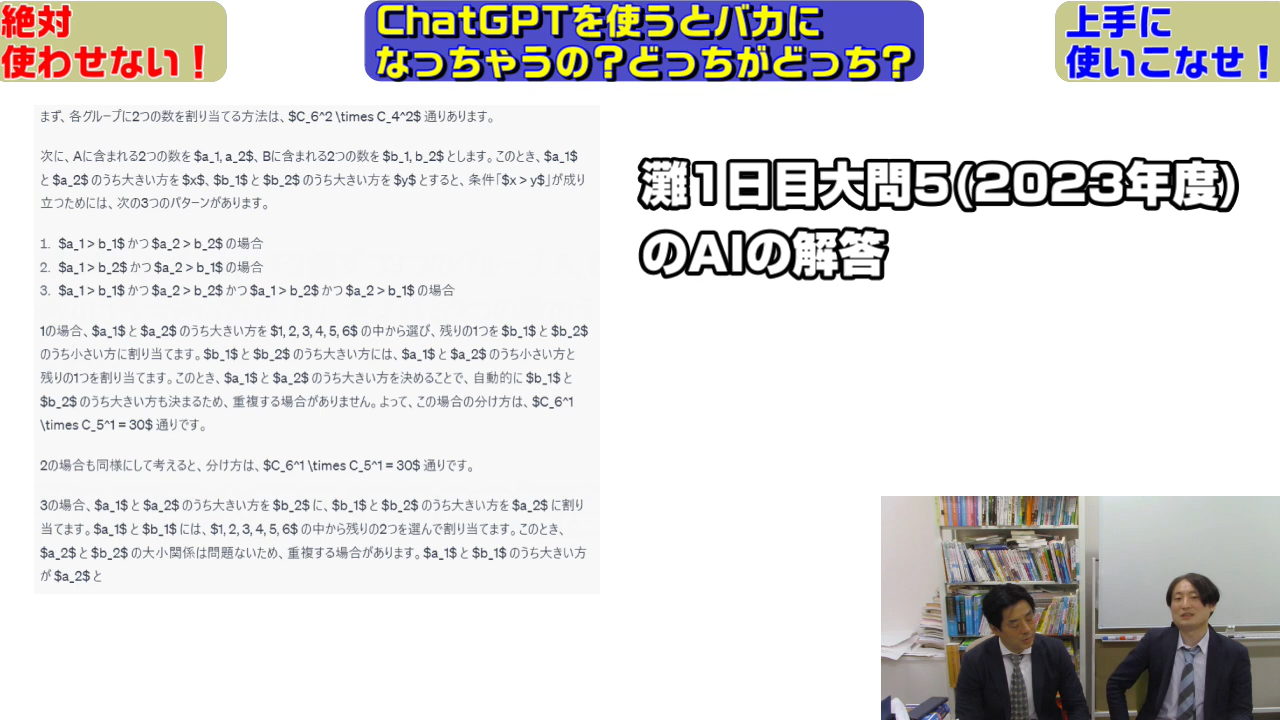 絶対
使わせない！
ChatGPTを使うとバカに
なっちゃうの？どっちがどっち？
上手に
使いこなせ！
まず、各グループに2つの数を割り当てる方法は、$C_6^2 \times C_4^2$ 通りあります。
次に、Aに含まれる2つの数を $a_1, a_2$、Bに含まれる2つの数を $b_1, b_2$ とします。このとき、$a_1$
と $a_2$ のうち大きい方を $x$、$b_1$ と $b_2$ のうち大きい方を $y$ とすると、条件「$x > y$」が成り
立つためには、次の3つのパターンがあります。
1. $a_1 > b_1$ かつ $a_2 > b_2$ の場合
2. $a_1 > b_2$ かつ $a_2 > b_1$ の場合
3. $a_1 > b_1$ かつ $a_2 > b_2$ かつ $a_1 > b_2$ かつ $a_2 > b_1$ の場合
1の場合、$a_1$ と $a_2$ のうち大きい方を $1, 2, 3, 4, 5, 6$ の中から選び、残りの1つを $b_1$ と $b_2$
のうち小さい方に割り当てます。$b_1$ と $b_2$ のうち大きい方には、$a_1$ と $a_2$ のうち小さい方と
残りの1つを割り当てます。このとき、$a_1$ と $a_2$ のうち大きい方を決めることで、自動的に $b_1$ と
$b_2$ のうち大きい方も決まるため、重複する場合がありません。よって、この場合の分け方は、$C_6^1
\times C_5^1 = 30$ 通りです。
2の場合も同様にして考えると、分け方は、$C_6^1 \times C_5^1 = 30$ 通りです。
3の場合、$a_1$ と $a_2$ のうち大きい方を $b_2$ に、$b_1$ と $b_2$ のうち大きい方を $a_2$ に割り
当てます。$a_1$ と $b_1$ には、$1, 2, 3, 4, 5, 6$ の中から残りの2つを選んで割り当てます。このとき、
$a_2$ と $b_2$ の大小関係は問題ないため、重複する場合があります。$a_1$ と $b_1$ のうち大きい方
が $a_2$ と
灘1日目大問5(2023年度)
のAIの解答